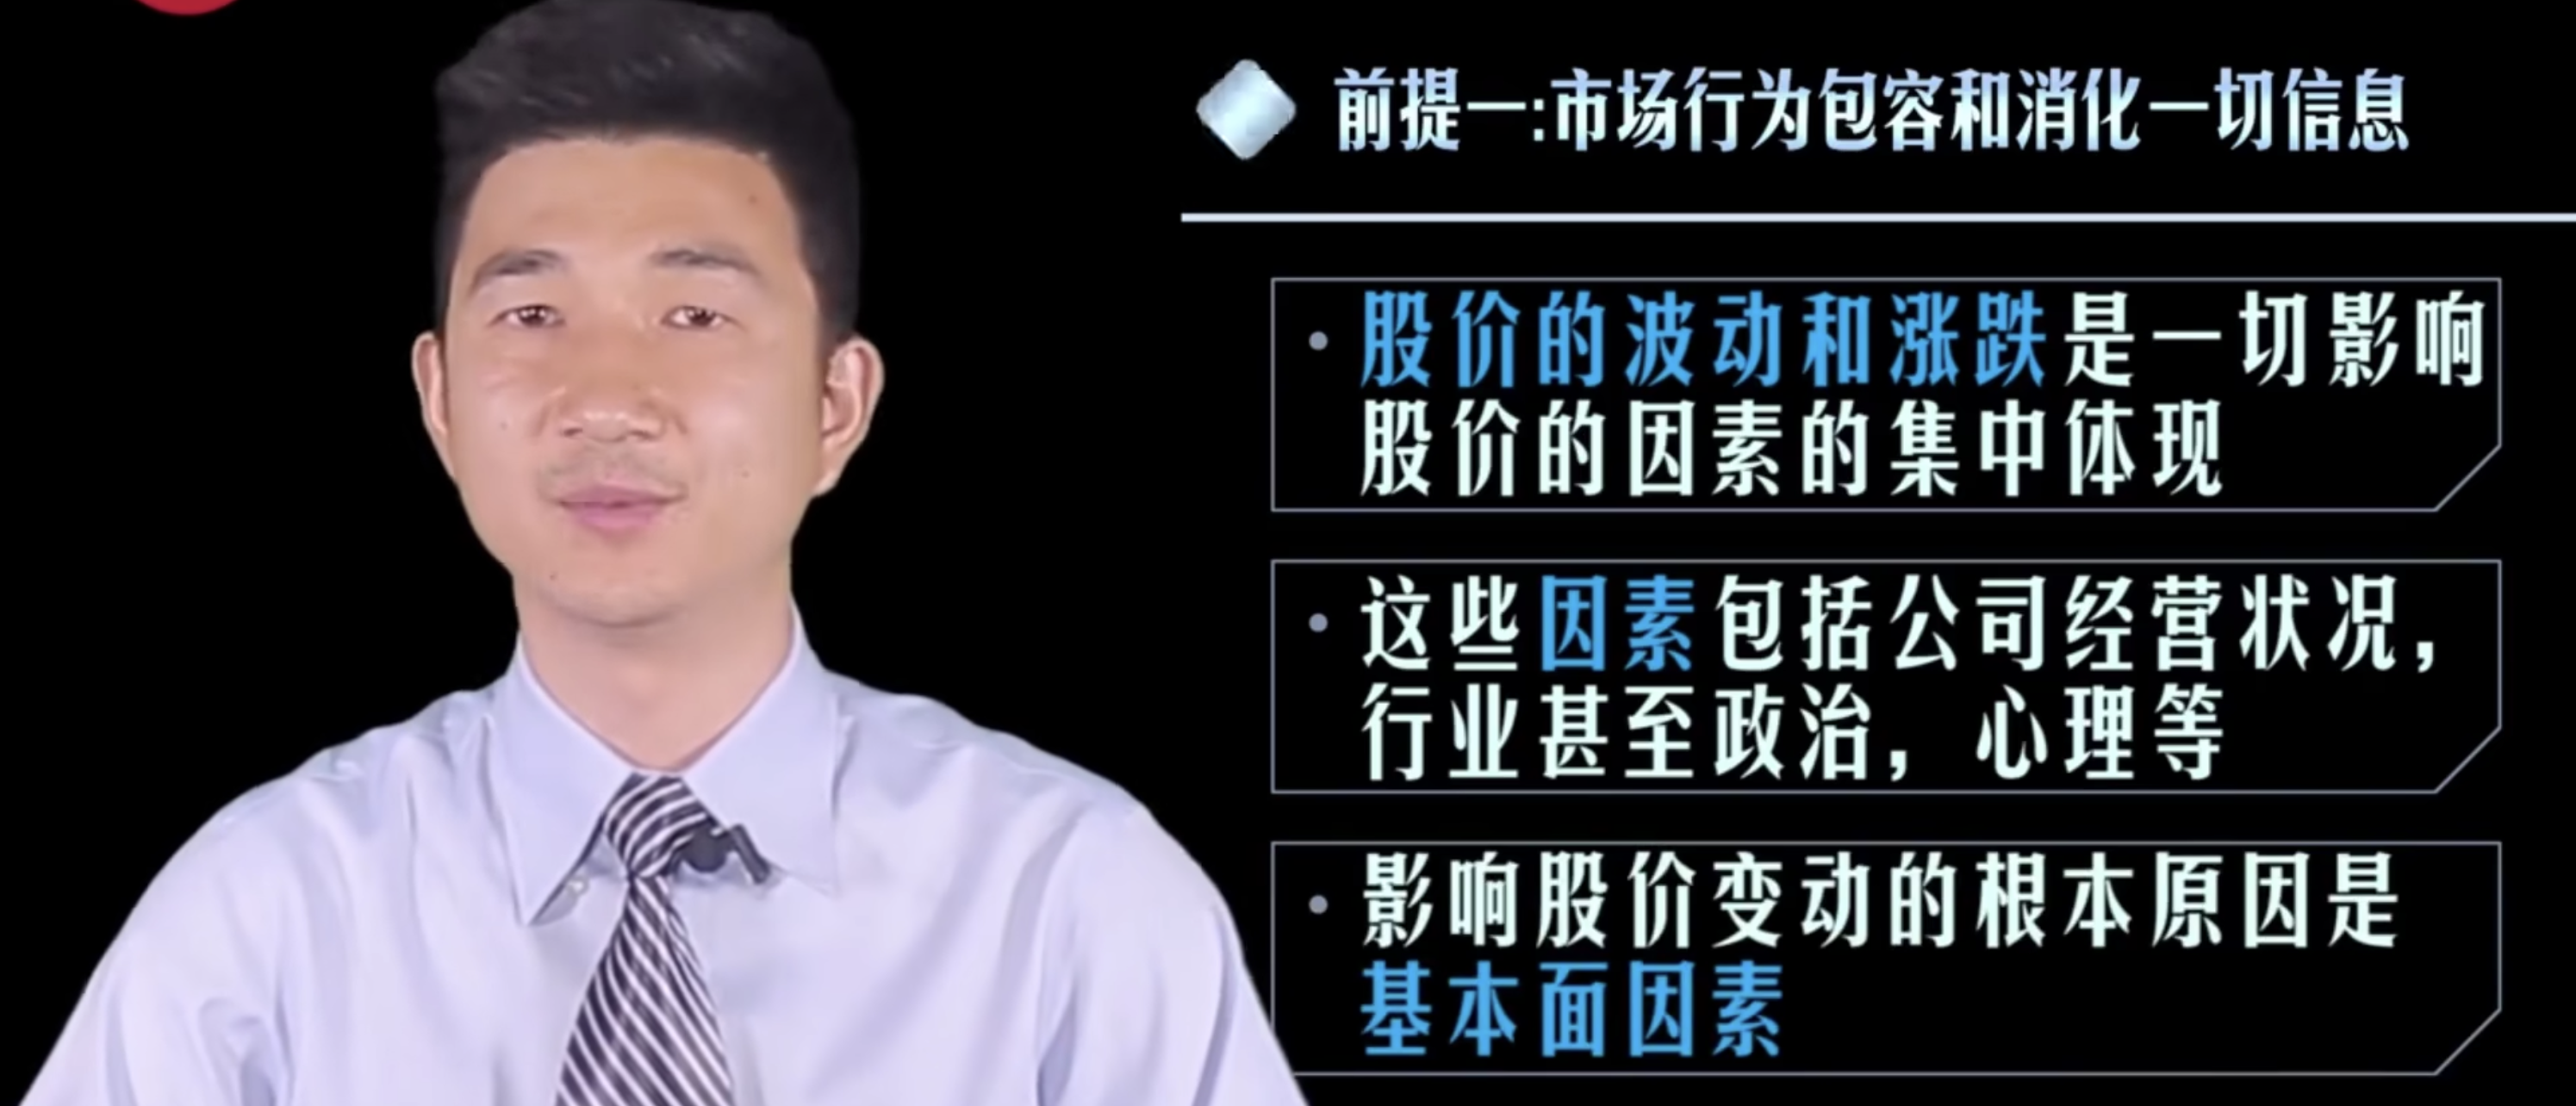 前提一:市场行为包容和消化一切信息
股价的波动和涨跌是一切影响
股价的因素的集中体现
这些因素包括公司经营状况，
行业甚至政治，心理等
影响股价变动的根本原因是
基本面因素